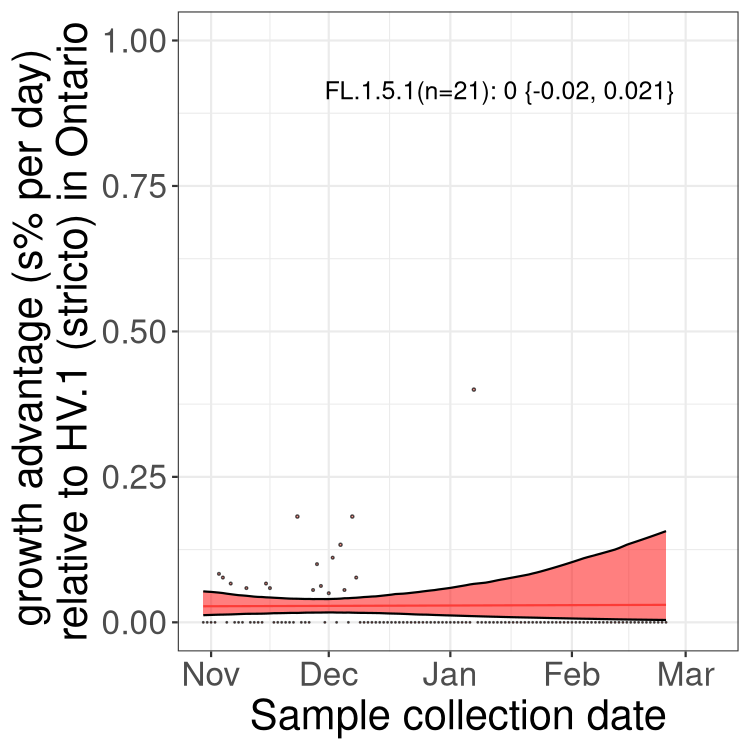 growth advantage (s% per day)
relative to HV.1 (stricto) in Ontario
1.00
0.75
0.50
0.25
0.00
FL.1.5.1(n=21): 0 {-0.02, 0.021}
Nov Dec Jan Feb Mar
Sample collection date